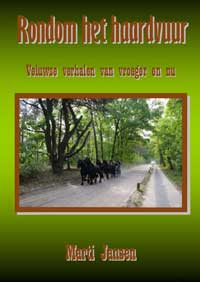 Rondom het haardvuur
Veluwse verhalen van vroeger en nu
Marti Jansen